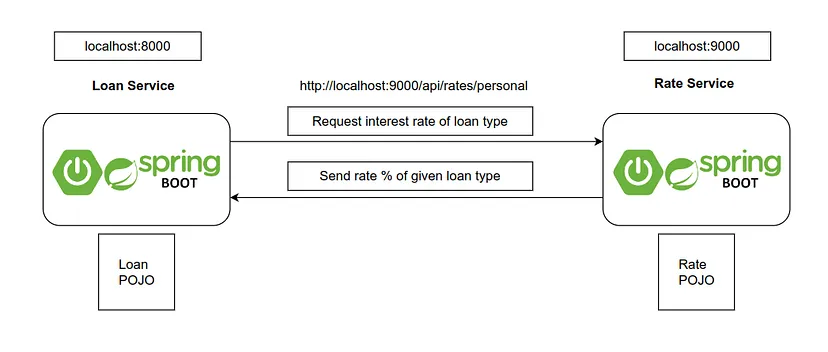 localhost:8000
localhost:9000
Loan Service
http://localhost:9000/api/rates/personal
Rate Service
Request interest rate of loan type
spring
BOOT
Send rate % of given loan type
spring
BOOT
Loan
POJO
Rate
POJO